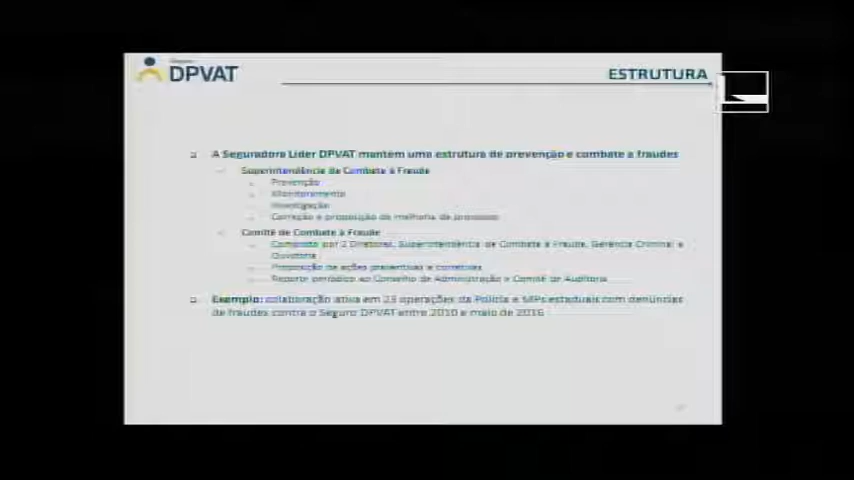 Seguro
DPVAT
ESTRUTURA
A Seguradora Líder DPVAT mantém uma estrutura de prevenção e combate a fraudes
Superintendência de Combate à Fraude
Prevenção
Monitoramento
Investigação
Correção e proposição de melhoria de processo
Comitê de Combate à Fraude
Composto por 2 Diretores, Superintendência de Combate à Fraude, Gerência Criminal e
Ouvidoria
Proposição de ações preventivas e corretivas
Reporte periódico ao Conselho de Administração e Comitê de Auditoria
Exemplo: colaboração ativa em 23 operações da Polícia e MPs estaduais com denúncias
de fraudes contra o Seguro DPVAT entre 2010 e maio de 2016